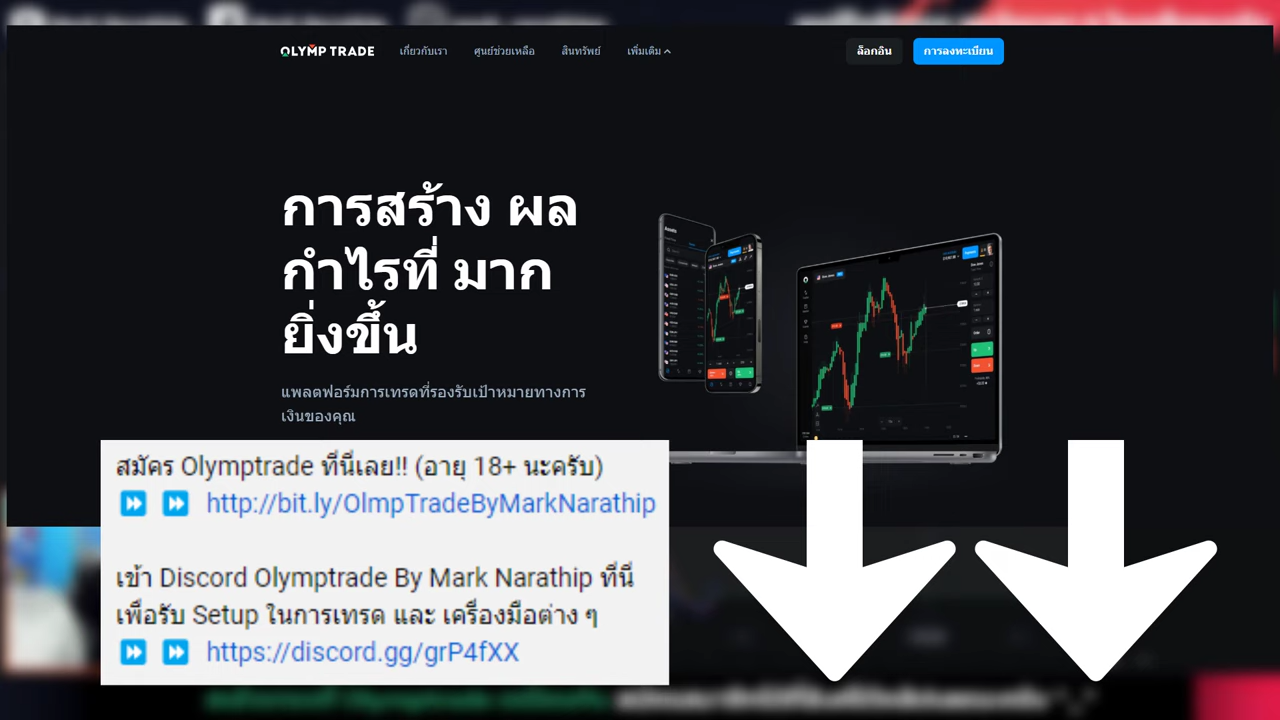 OLYMP TRADE เกี่ยวกับเรา ศูนย์ช่วยเหลือ สินทรัพย์ เพิ่มเติม ล็อกอิน การลงทะเบียน
การสร้าง ผล
กำไรที่ มาก
ยิ่งขึ้น
แพลตฟอร์มการเทรดที่รองรับเป้าหมายทางการ
เงินของคุณ
สมัคร Olymptrade ที่นี่เลย!! (อายุ 18+ นะครับ)
http://bit.ly/OlmpTradeByMarkNarathip
เข้า Discord Olymptrade By Mark Narathip ที่นี่
เพื่อรับ Setup ในการเทรด และ เครื่องมือต่าง ๆ
https://discord.gg/grP4fXX